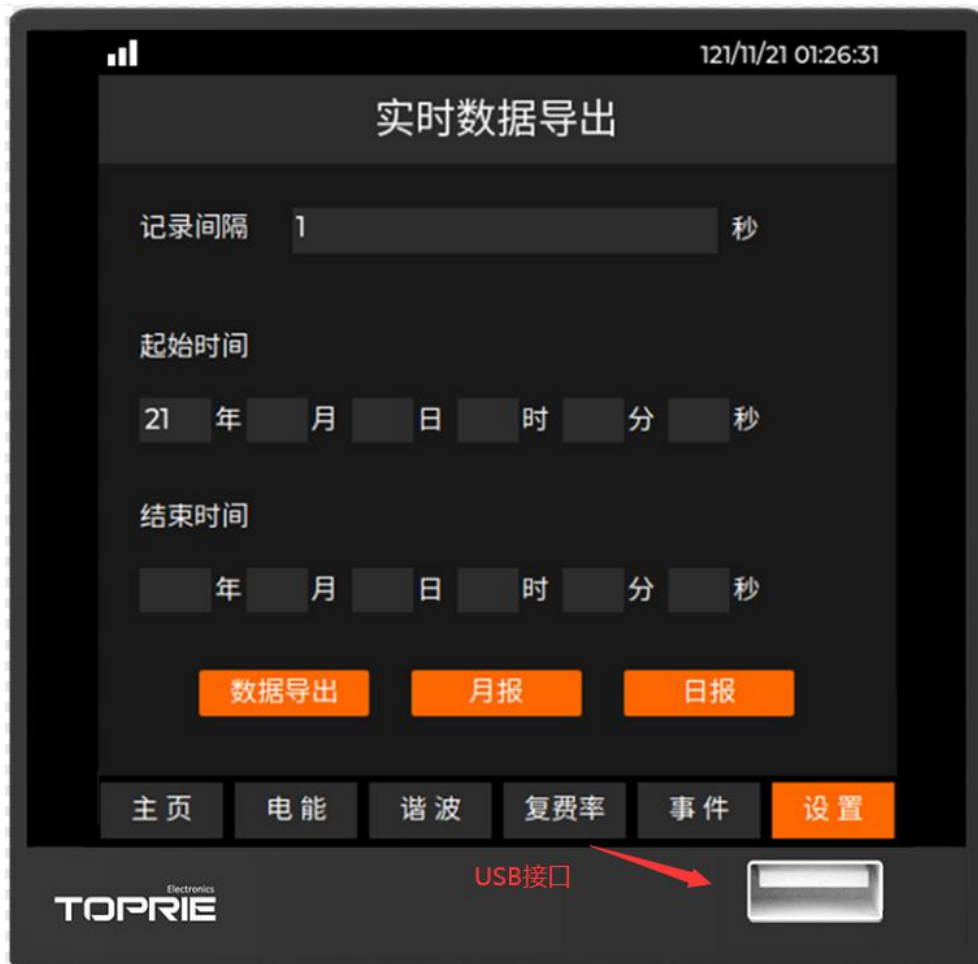 121/11/21 01:26:31
实时数据导出
记录间隔 1 秒
起始时间
21 年 月 日 时 分 秒
结束时间
年 月 日 时 分 秒
数据导出 月报 日报
主页 电能 谐波 复费率 事件 设置
USB接口
Electronics
TOPRIE